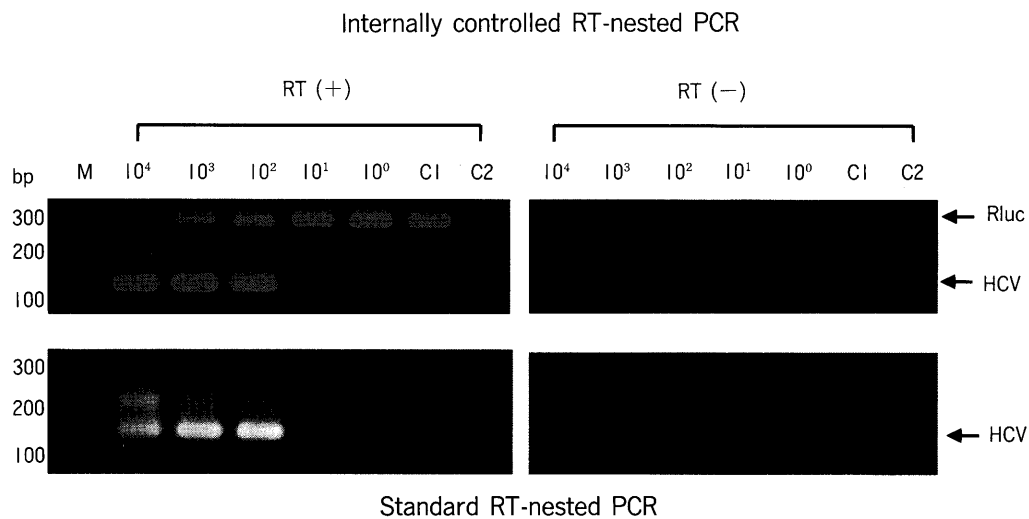 Internally controlled RT-nested PCR
RT (+) RT (−)
bp M 10⁴ 10³ 10² 10¹ 10⁰ C1 C2 10⁴ 10³ 10² 10¹ 10⁰ C1 C2
300 Rluc
200
100 HCV
300
200
100 HCV
Standard RT-nested PCR